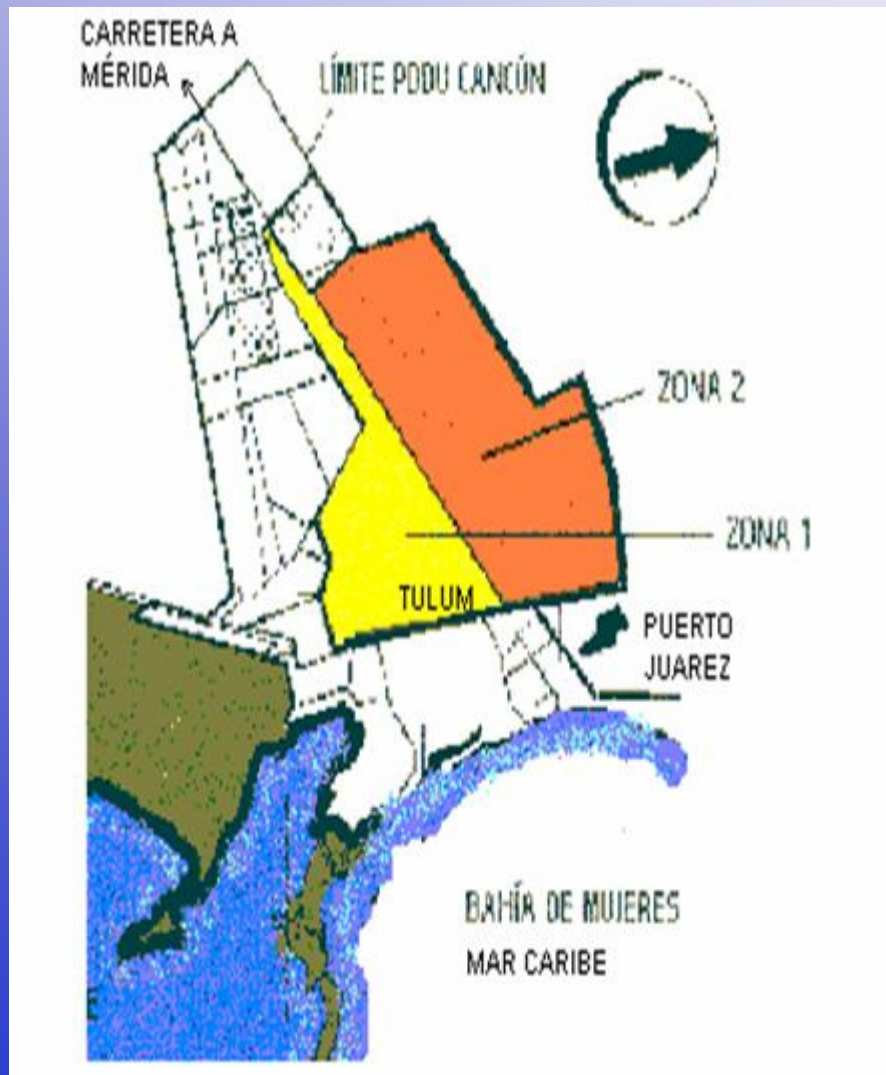 CARRETERA A
MÉRIDA
LÍMITE PDDU CANCÚN
ZONA 2
ZONA 1
TULUM
PUERTO
JUAREZ
BAHÍA DE MUJERES
MAR CARIBE
E